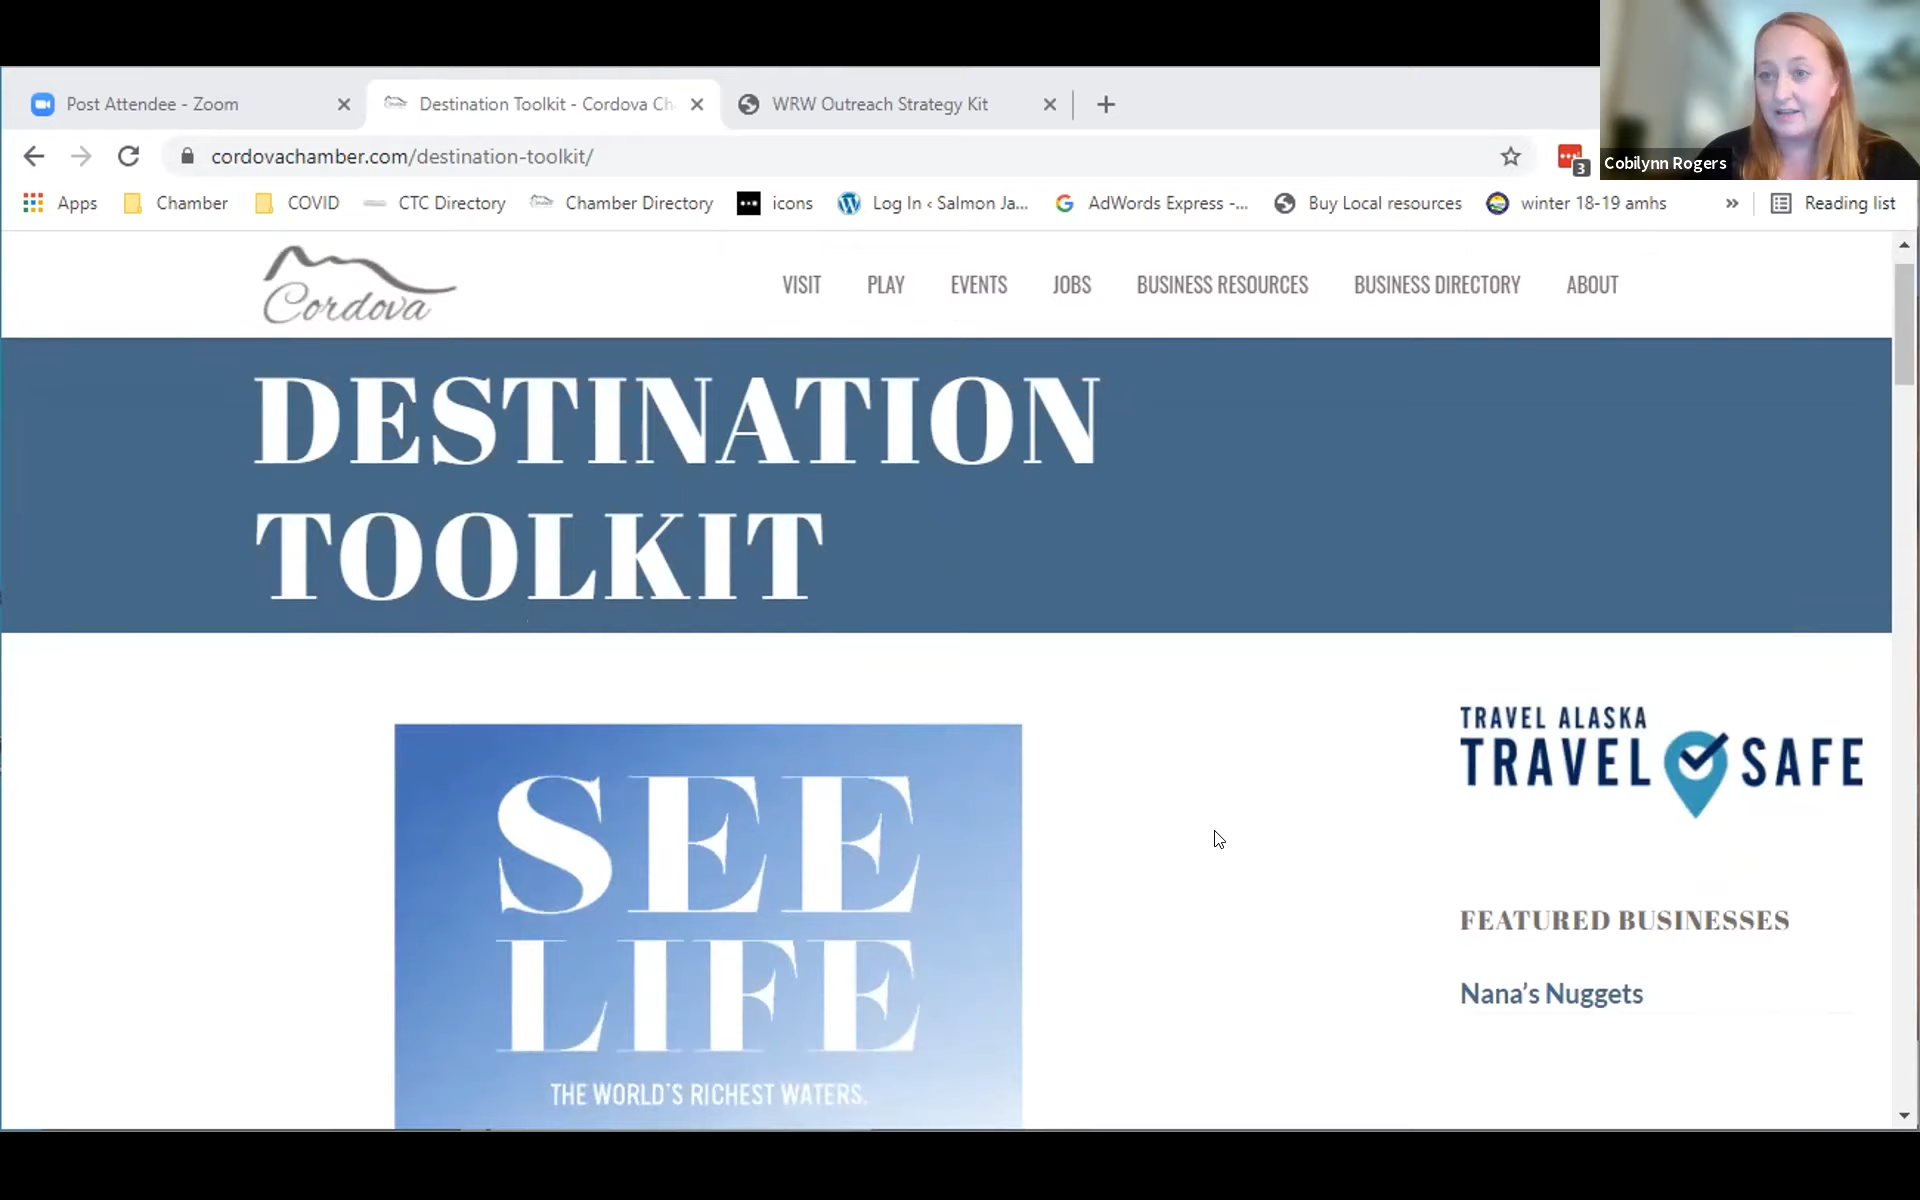 Post Attendee - Zoom
Destination Toolkit - Cordova Ch
WRW Outreach Strategy Kit
cordovachamber.com/destination-toolkit/
3
Cobilynn Rogers
Apps
Chamber
COVID
CTC Directory
Chamber Directory
icons
Log In ‹ Salmon Ja...
AdWords Express -...
Buy Local resources
winter 18-19 amhs
»
Reading list
Cordova
VISIT
PLAY
EVENTS
JOBS
BUSINESS RESOURCES
BUSINESS DIRECTORY
ABOUT
DESTINATION
TOOLKIT
SEE
LIFE
THE WORLD'S RICHEST WATERS.
TRAVEL ALASKA
TRAVEL SAFE
FEATURED BUSINESSES
Nana’s Nuggets